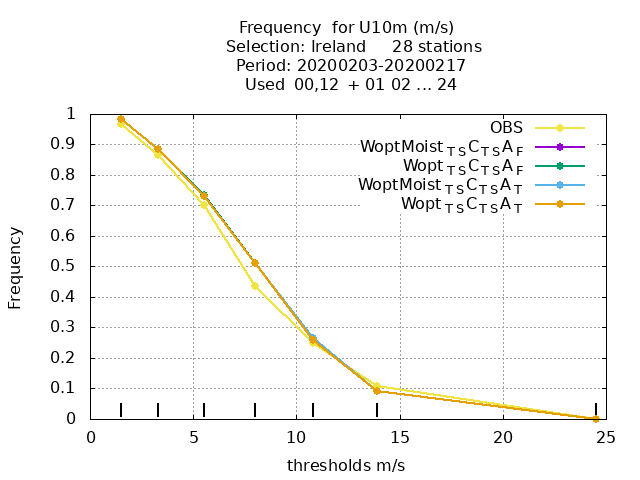 Frequency  for U10m (m/s)
Selection: Ireland     28 stations
Period: 20200203-20200217
Used  00,12  + 01 02 ... 24
OBS
WoptMoist TS C TS A F
Wopt TS C TS A F
WoptMoist TS C TS A T
Wopt TS C TS A T
1
0.9
0.8
0.7
0.6
0.5
0.4
0.3
0.2
0.1
0
Frequency
0 5 10 15 20 25
thresholds m/s